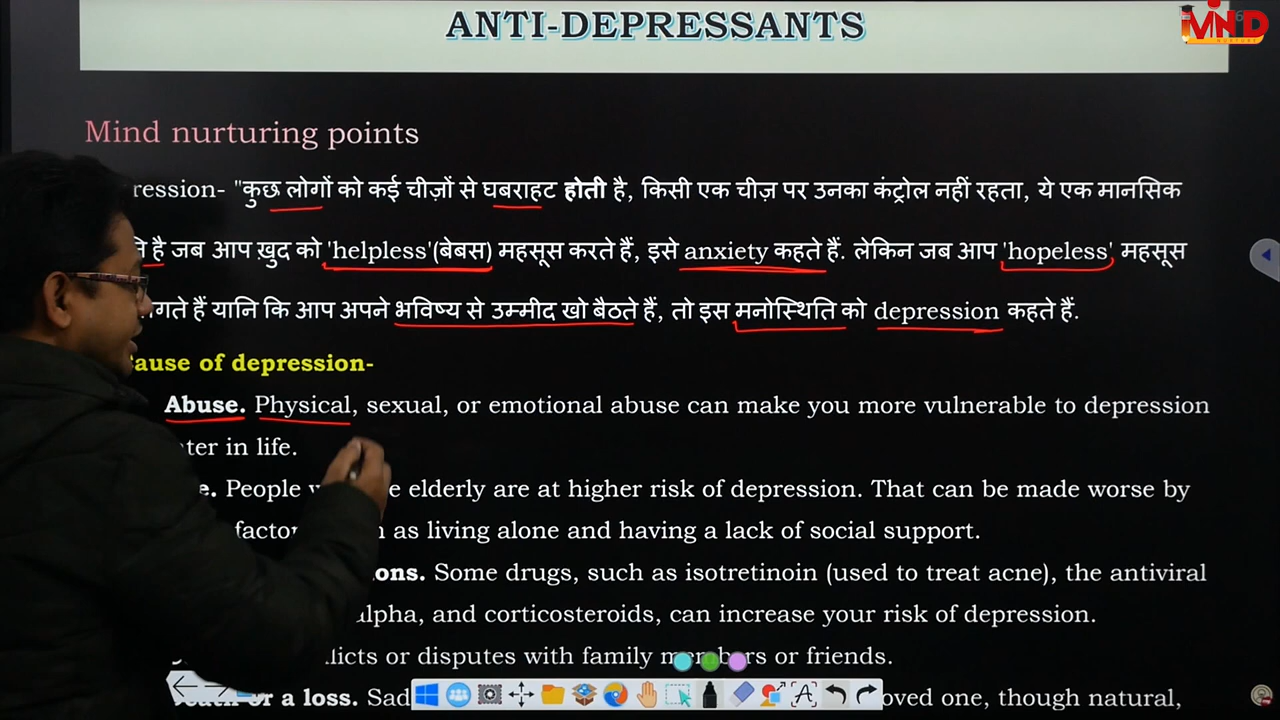 ANTI-DEPRESSANTS
MIND
Mind nurturing points
ression- "कुछ लोगों को कई चीज़ों से घबराहट होती है, किसी एक चीज़ पर उनका कंट्रोल नहीं रहता, ये एक मानसिक
है जब आप ख़ुद को 'helpless'(बेबस) महसूस करते हैं, इसे anxiety कहते हैं. लेकिन जब आप 'hopeless' महसूस
गते हैं यानि कि आप अपने भविष्य से उम्मीद खो बैठते हैं, तो इस मनोस्थिति को depression कहते हैं.
ause of depression-
Abuse. Physical, sexual, or emotional abuse can make you more vulnerable to depression
ter in life.
e. People e elderly are at higher risk of depression. That can be made worse by
factor as living alone and having a lack of social support.
ons. Some drugs, such as isotretinoin (used to treat acne), the antiviral
alpha, and corticosteroids, can increase your risk of depression.
licts or disputes with family members or friends.
or a loss. Sad oved one, though natural,